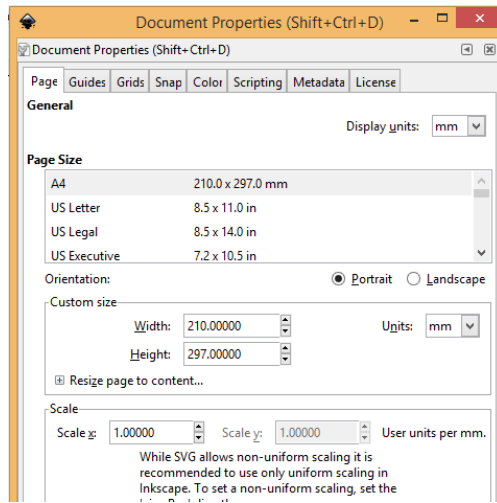 Document Properties (Shift+Ctrl+D)
Document Properties (Shift+Ctrl+D)
Page Guides Grids Snap Color Scripting Metadata License
General
Display units: mm
Page Size
A4 210.0 x 297.0 mm
US Letter 8.5 x 11.0 in
US Legal 8.5 x 14.0 in
US Executive 7.2 x 10.5 in
Orientation: Portrait Landscape
Custom size
Width: 210.00000 Units: mm
Height: 297.00000
Resize page to content...
Scale
Scale x: 1.00000 Scale y: 1.00000 User units per mm.
While SVG allows non-uniform scaling it is
recommended to use only uniform scaling in
Inkscape. To set a non-uniform scaling, set the